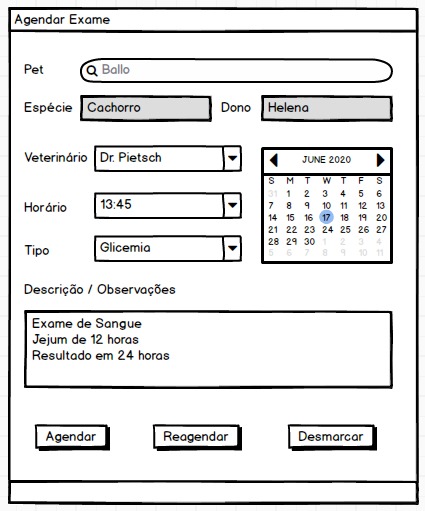 Agendar Exame
Pet Ballo
Espécie Cachorro Dono Helena
Veterinário Dr. Pietsch
Horário 13:45
Tipo Glicemia
JUNE 2020
S M T W T F S
31 1 2 3 4 5 6
7 8 9 10 11 12 13
14 15 16 17 18 19 20
21 22 23 24 25 26 27
28 29 30 1 2 3 4
5 6 7 8 9 10 11
Descrição / Observações
Exame de Sangue
Jejum de 12 horas
Resultado em 24 horas
Agendar Reagendar Desmarcar